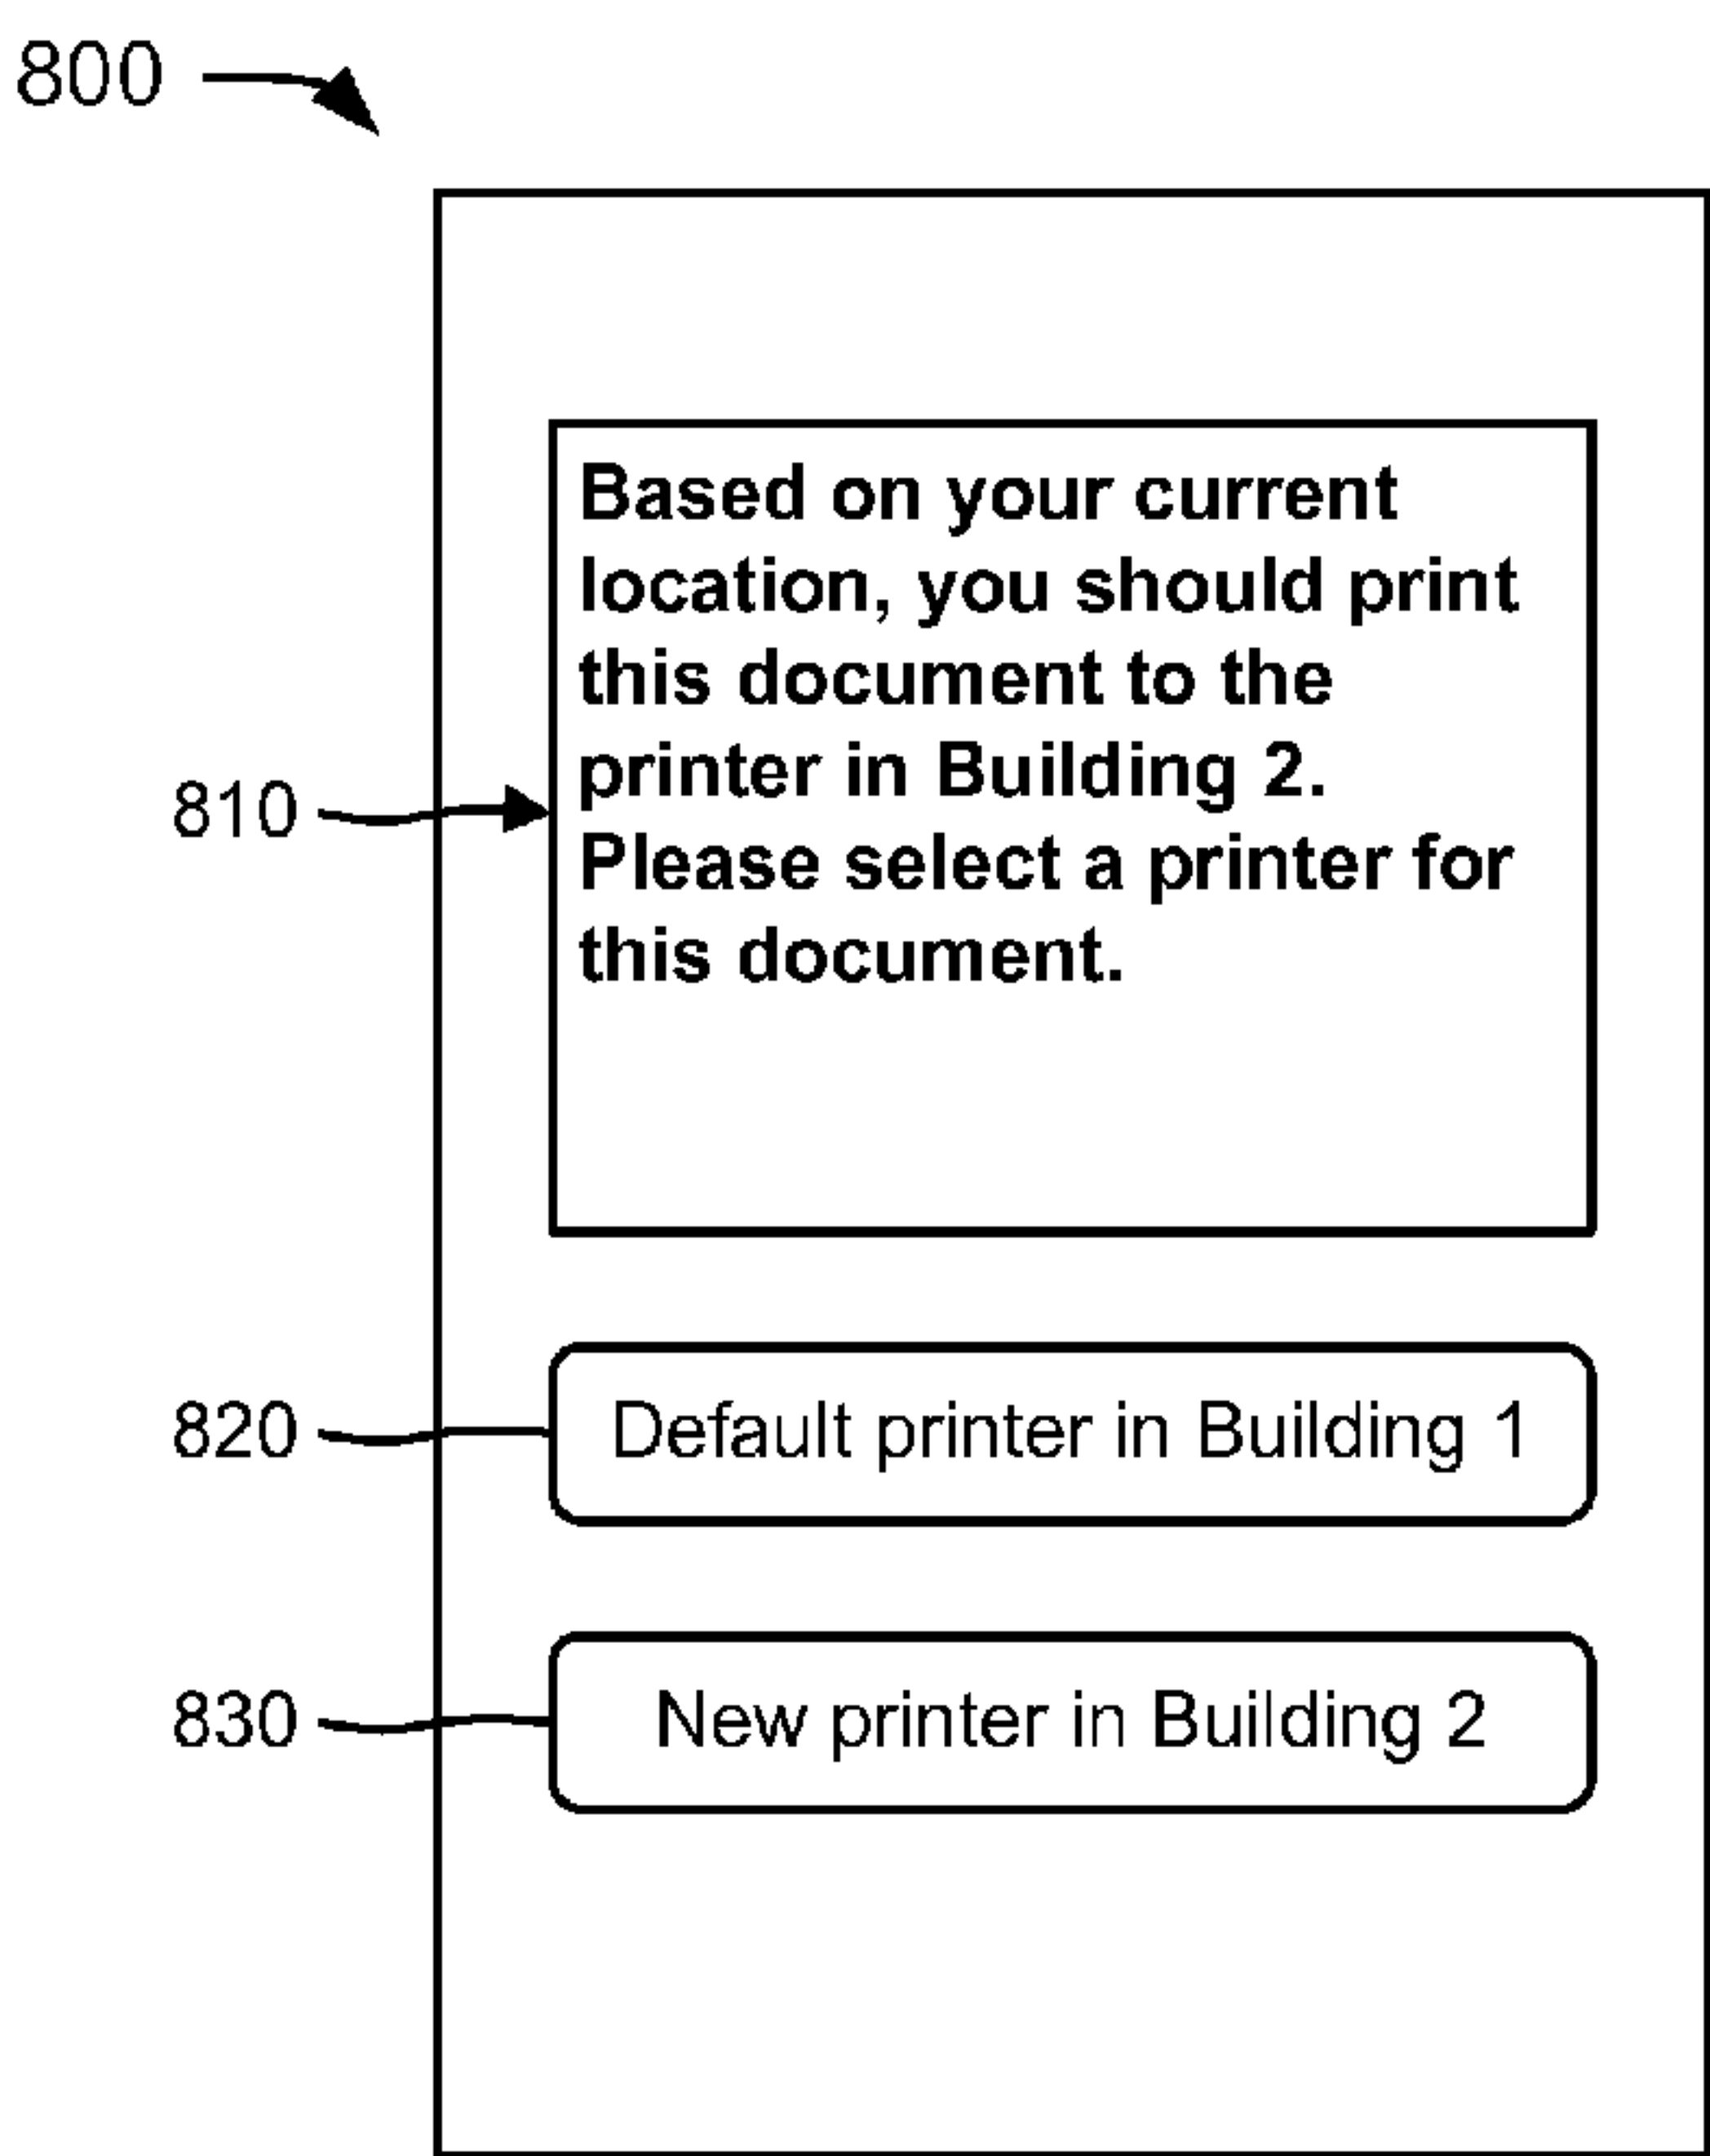 800
Based on your current
location, you should print
this document to the
printer in Building 2.
Please select a printer for
this document.
810
820
Default printer in Building 1
830
New printer in Building 2